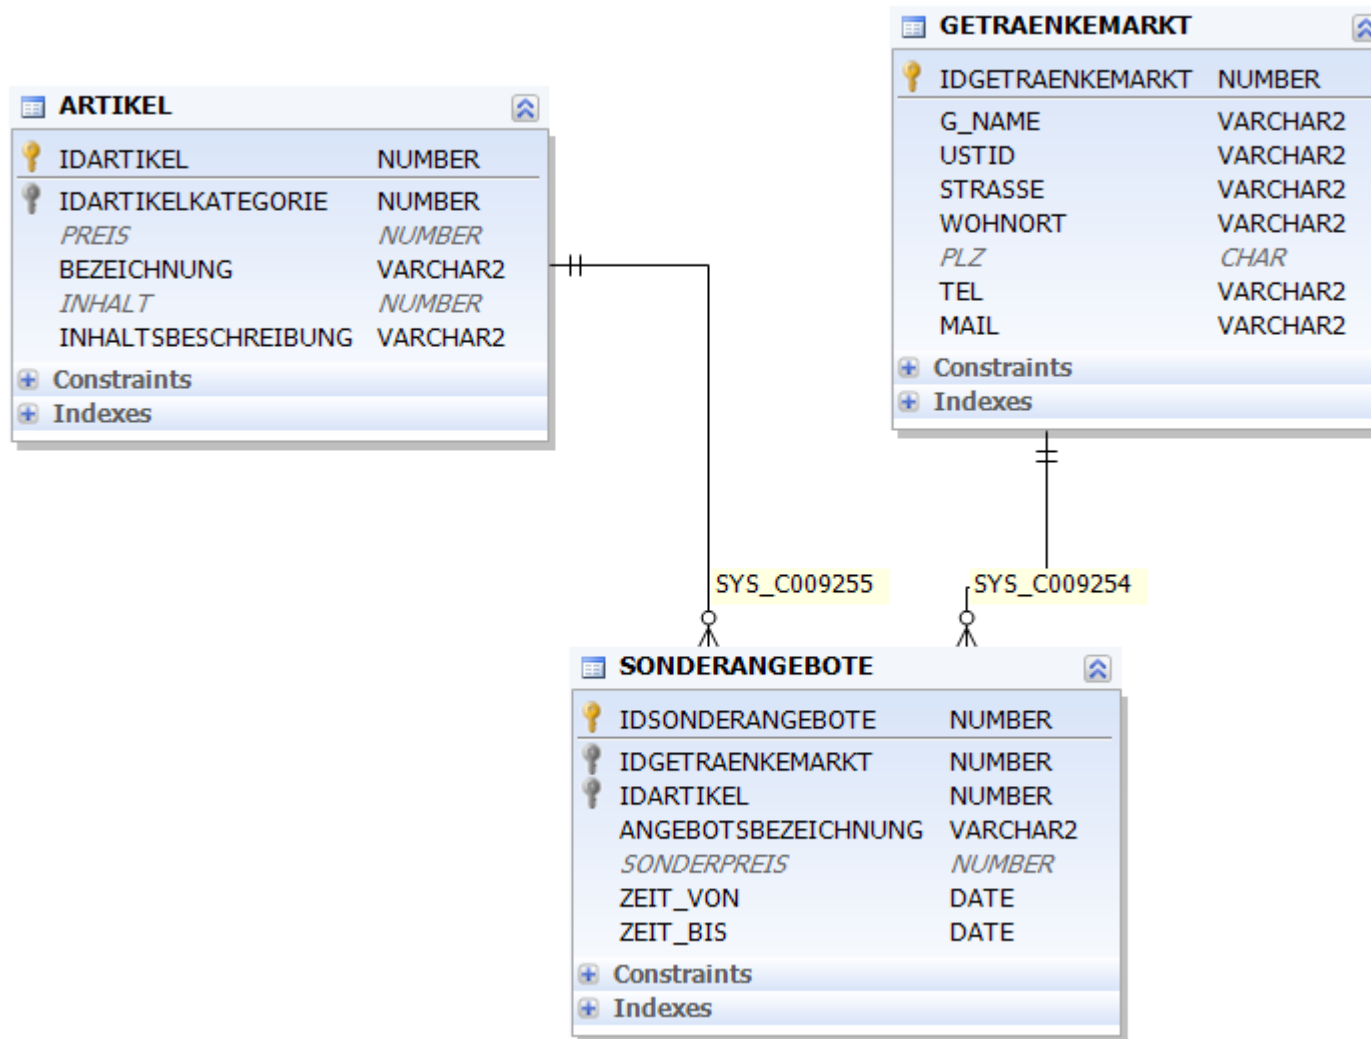 ARTIKEL
IDARTIKEL NUMBER
IDARTIKELKATEGORIE NUMBER
PREIS NUMBER
BEZEICHNUNG VARCHAR2
INHALT NUMBER
INHALTSBESCHREIBUNG VARCHAR2
Constraints
Indexes
GETRAENKEMARKT
IDGETRAENKEMARKT NUMBER
G_NAME VARCHAR2
USTID VARCHAR2
STRASSE VARCHAR2
WOHNORT VARCHAR2
PLZ CHAR
TEL VARCHAR2
MAIL VARCHAR2
Constraints
Indexes
SYS_C009255
SYS_C009254
SONDERANGEBOTE
IDSONDERANGEBOTE NUMBER
IDGETRAENKEMARKT NUMBER
IDARTIKEL NUMBER
ANGEBOTSBEZEICHNUNG VARCHAR2
SONDERPREIS NUMBER
ZEIT_VON DATE
ZEIT_BIS DATE
Constraints
Indexes